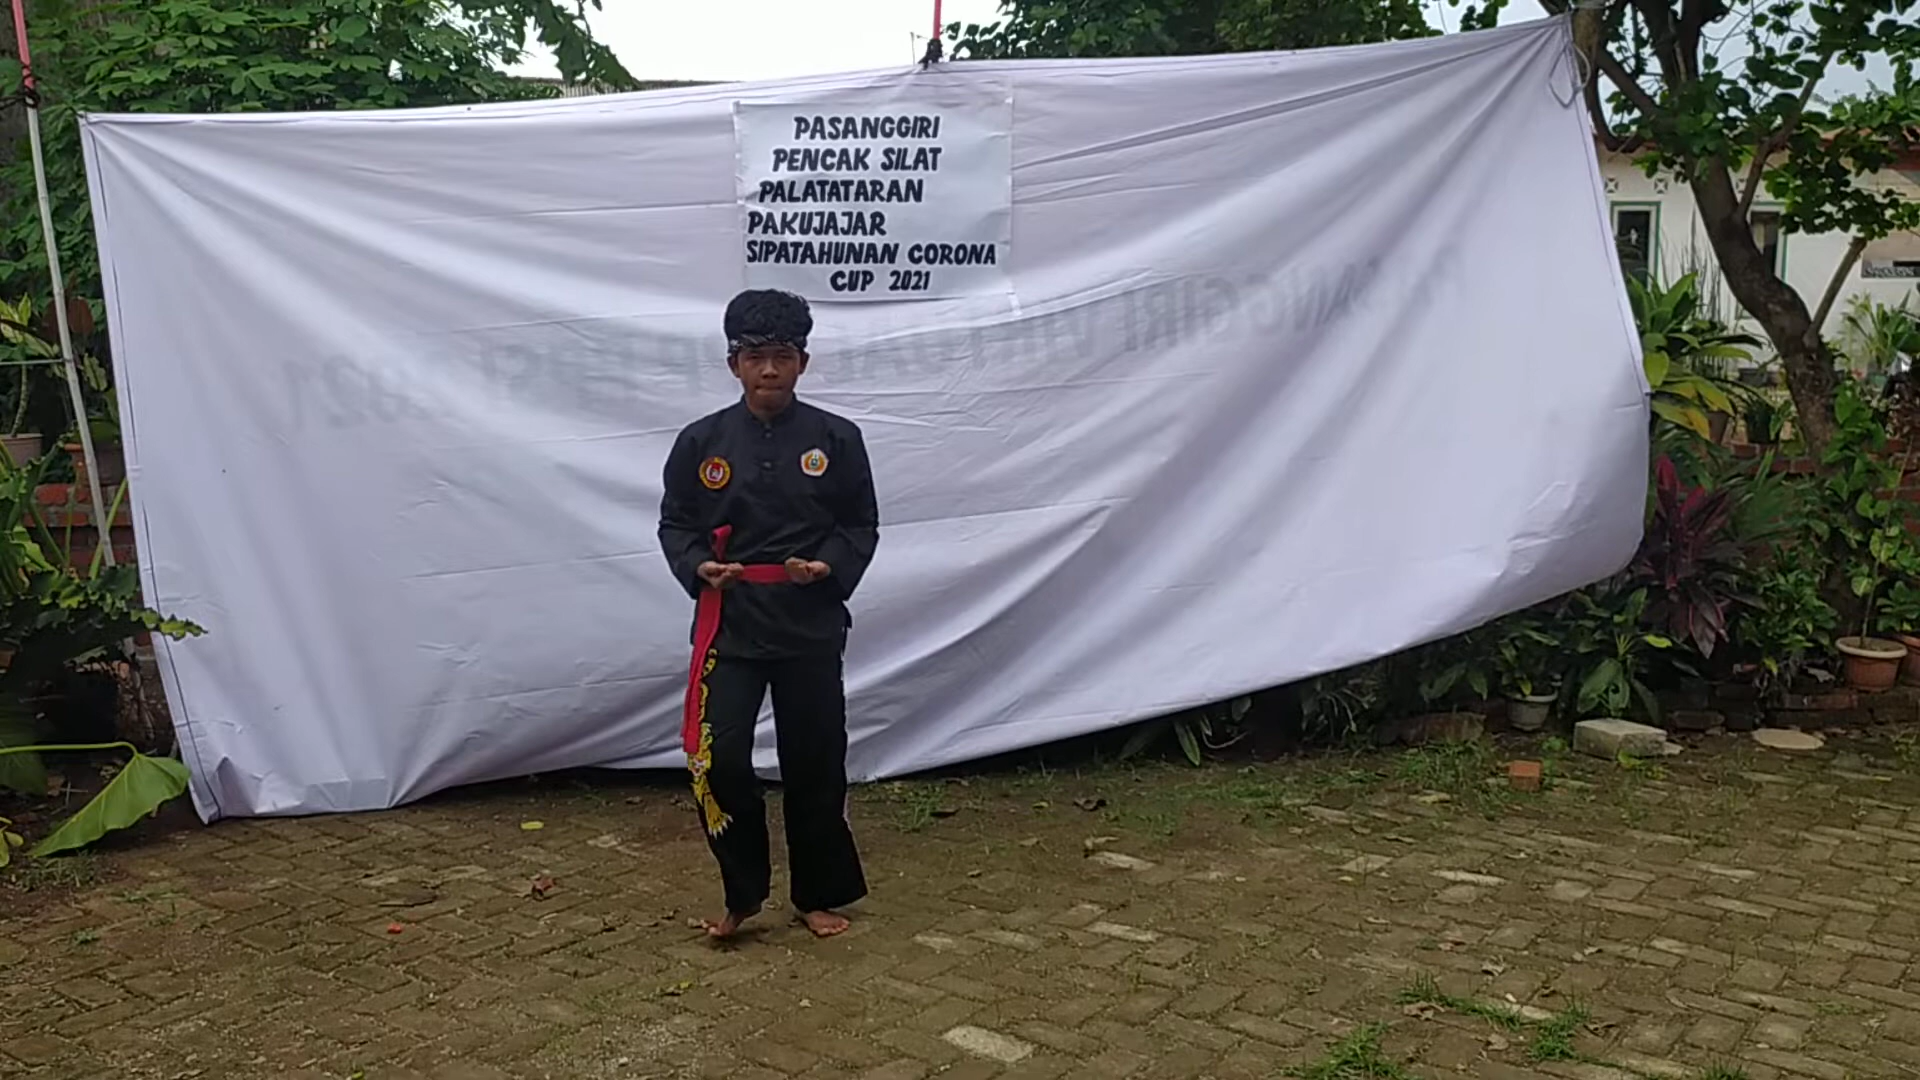 PASANGGIRI
PENCAK SILAT
PALATATARAN
PAKUJAJAR
SIPATAHUNAN CORONA
CUP 2021